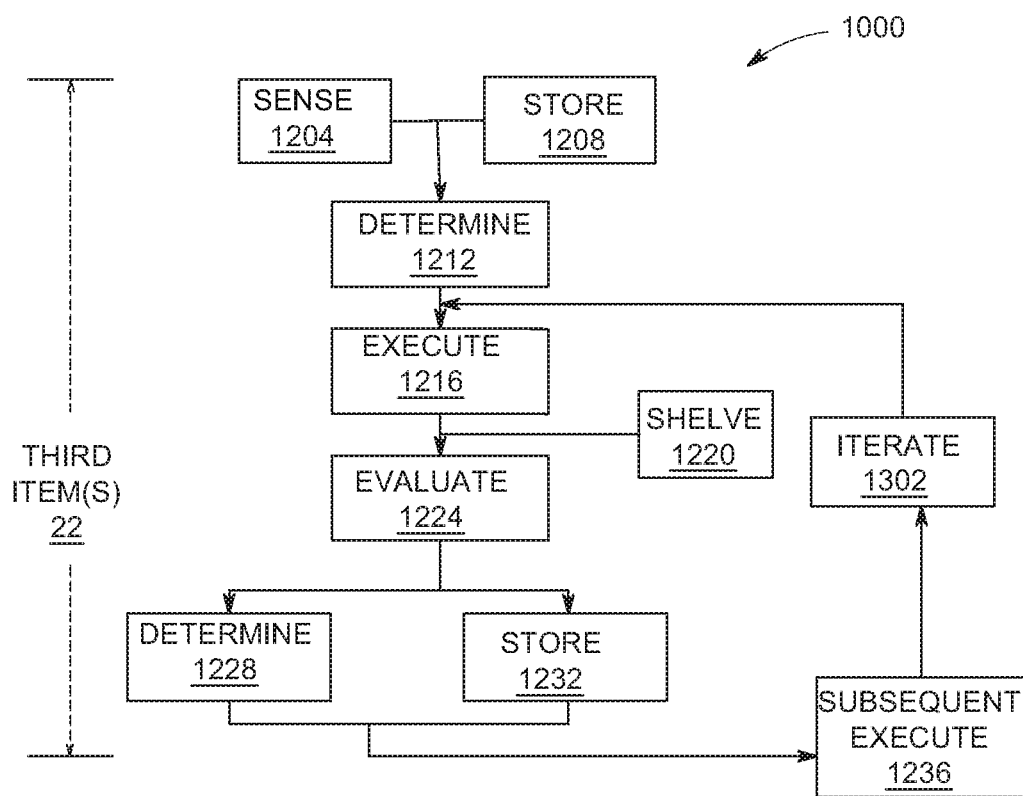 1000
SENSE
1204
STORE
1208
DETERMINE
1212
EXECUTE
1216
SHELVE
1220
ITERATE
1302
THIRD
ITEM(S)
22
EVALUATE
1224
DETERMINE
1228
STORE
1232
SUBSEQUENT
EXECUTE
1236